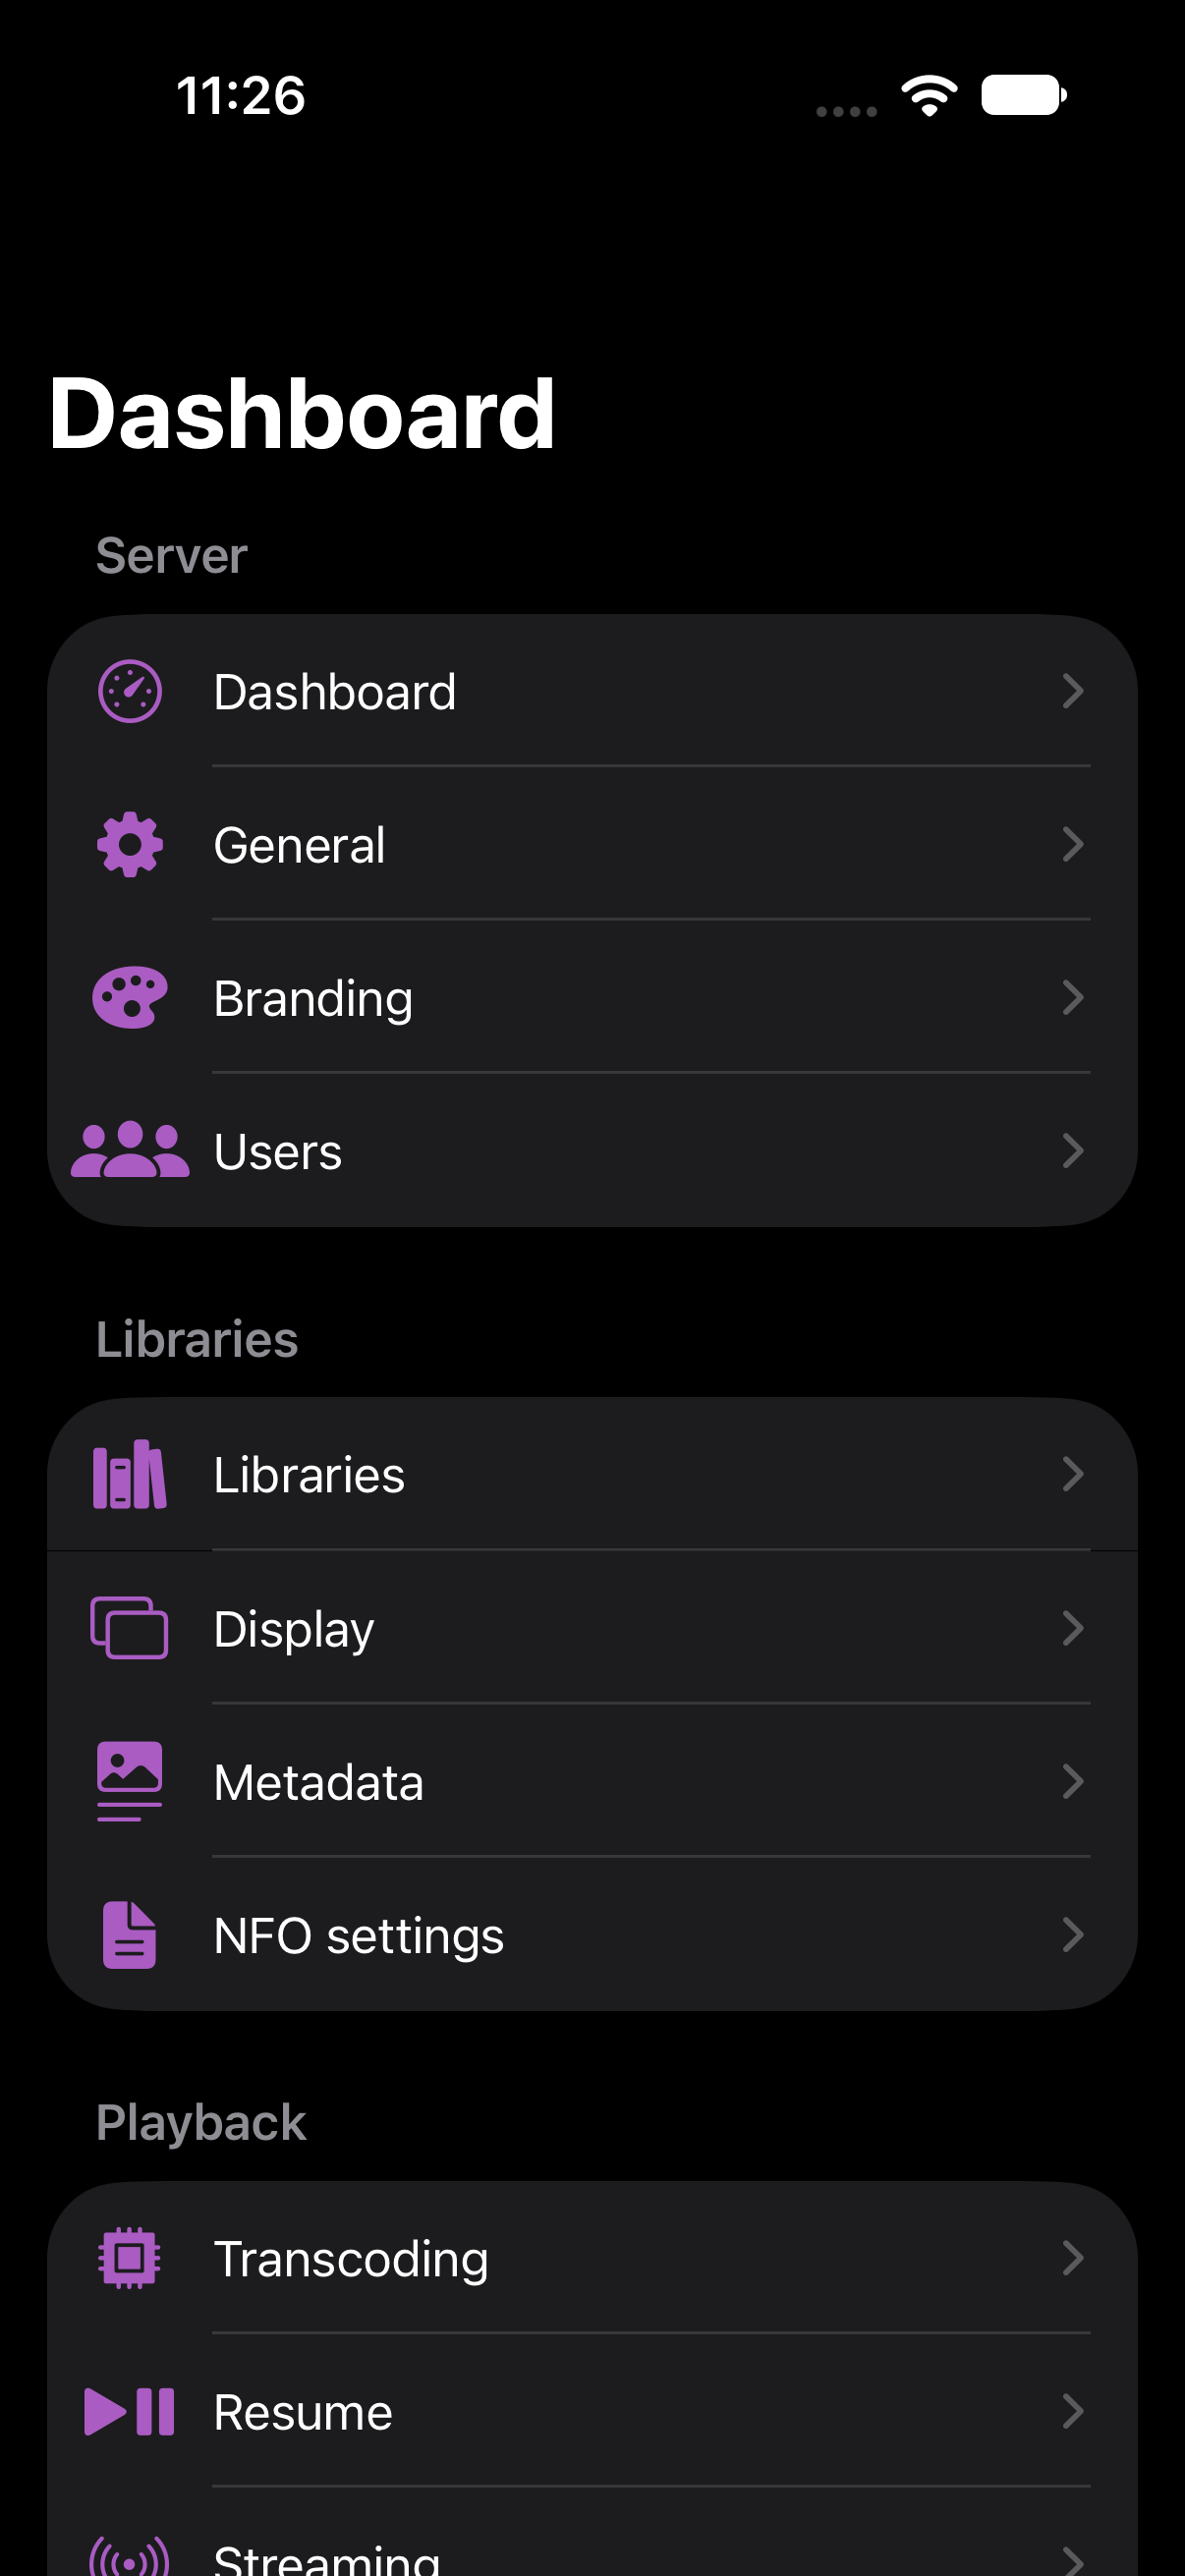 11:26
Dashboard
Server
Dashboard
General
Branding
Users
Libraries
Libraries
Display
Metadata
NFO settings
Playback
Transcoding
Resume
Streaming